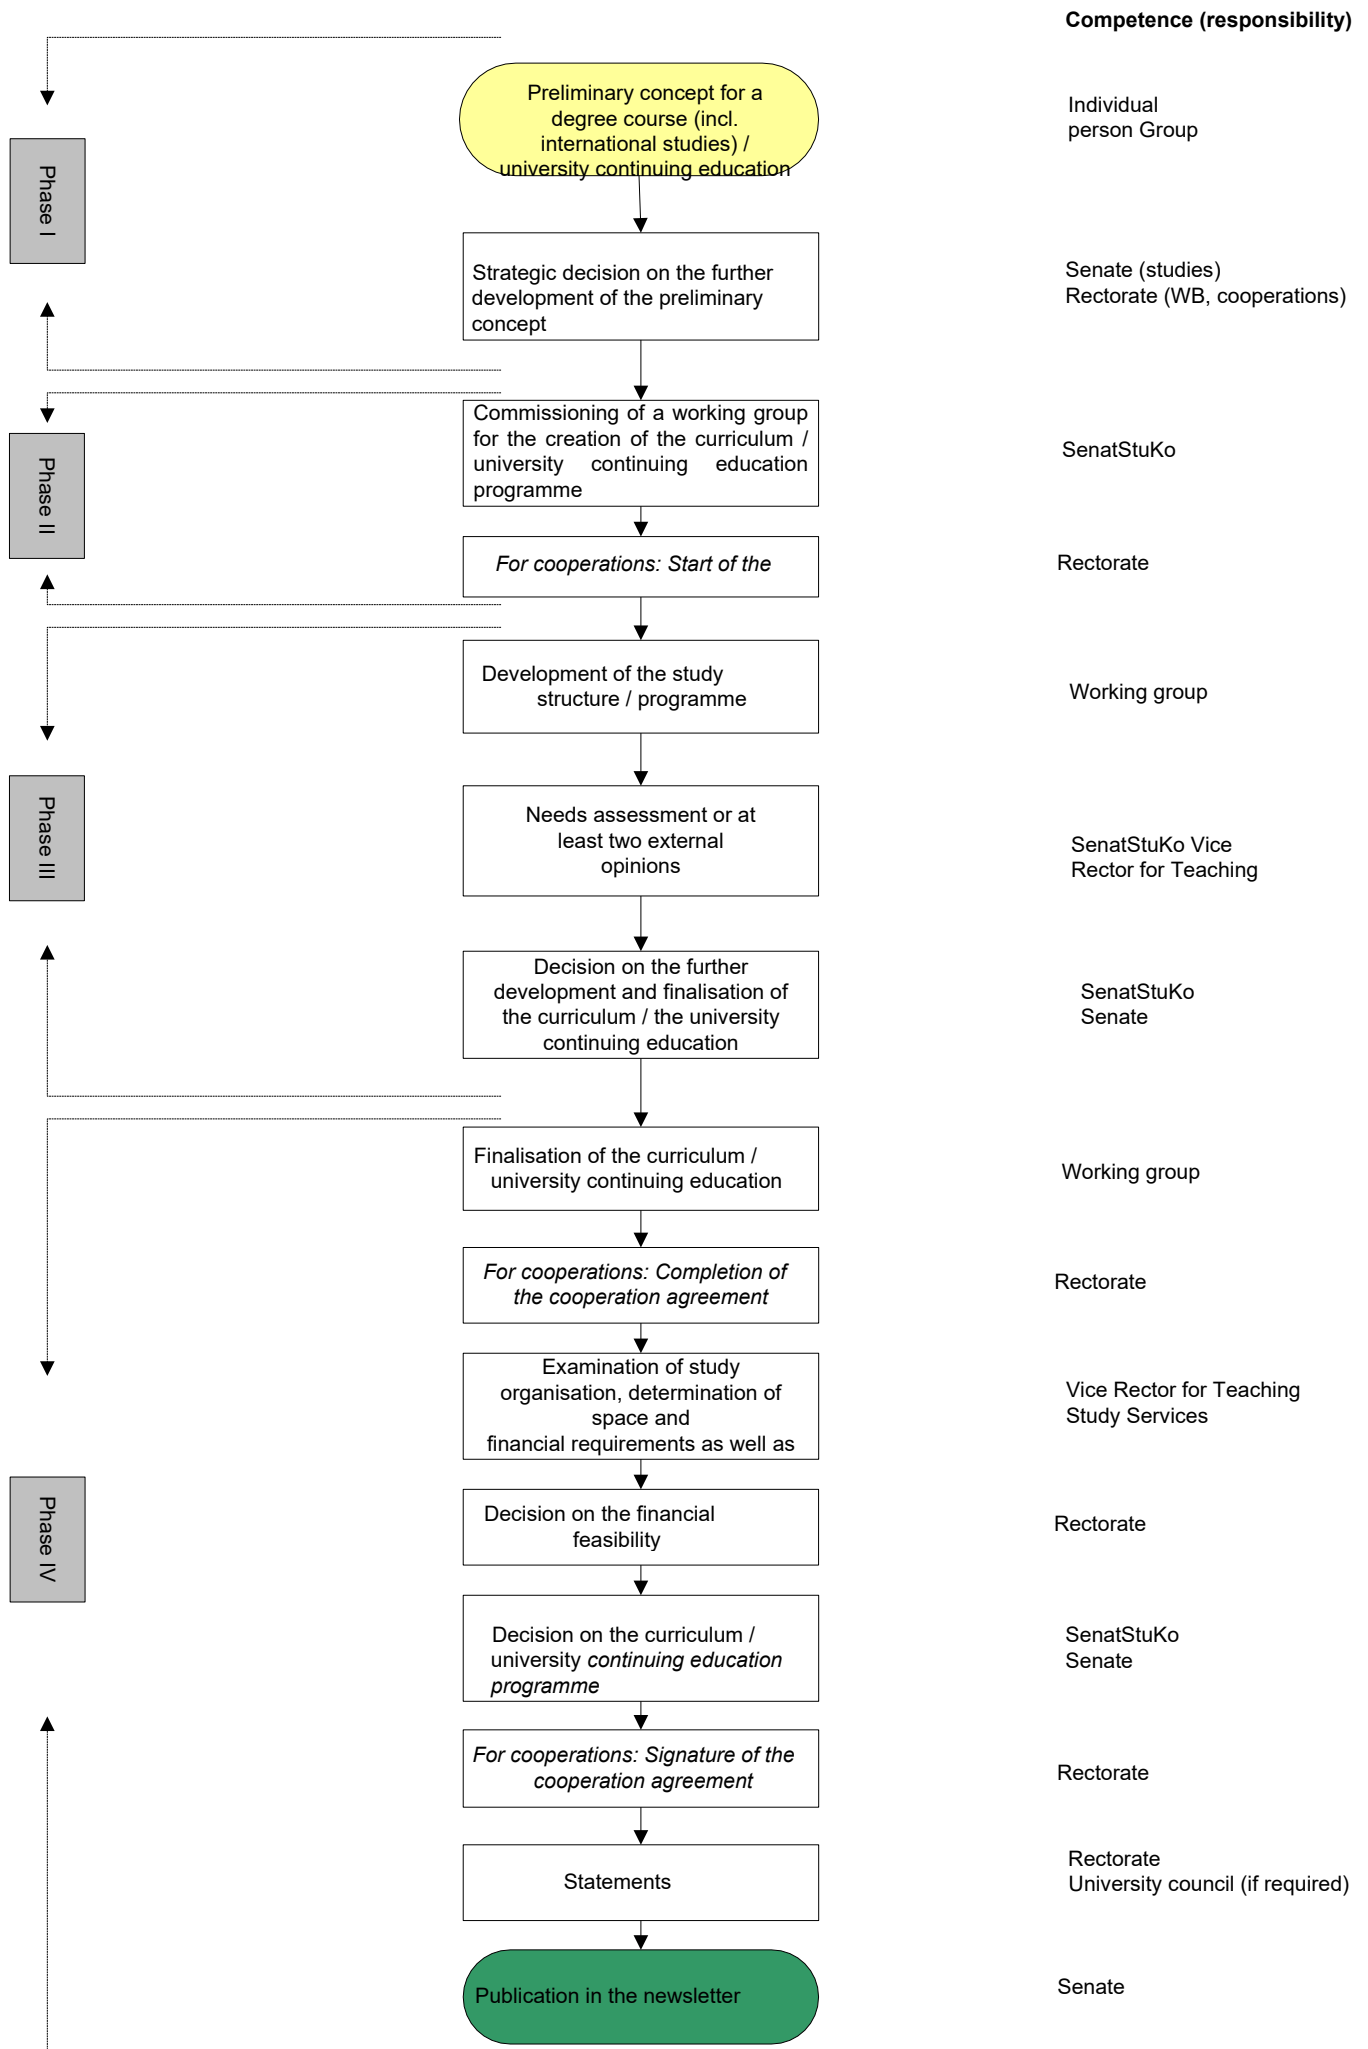 Competence (responsibility)
Preliminary concept for a
degree course (incl.
international studies) /
university continuing education
Individual
person Group
Phase I
Strategic decision on the further
development of the preliminary
concept
Senate (studies)
Rectorate (WB, cooperations)
Commissioning of a working group
for the creation of the curriculum /
university continuing education
programme
SenatStuKo
Phase II
For cooperations: Start of the
Rectorate
Development of the study
structure / programme
Working group
Phase III
Needs assessment or at
least two external
opinions
SenatStuKo Vice
Rector for Teaching
Decision on the further
development and finalisation of
the curriculum / the university
continuing education
SenatStuKo
Senate
Finalisation of the curriculum /
university continuing education
Working group
For cooperations: Completion of
the cooperation agreement
Rectorate
Examination of study
organisation, determination of
space and
financial requirements as well as
Vice Rector for Teaching
Study Services
Phase IV
Decision on the financial
feasibility
Rectorate
Decision on the curriculum /
university continuing education
programme
SenatStuKo
Senate
For cooperations: Signature of the
cooperation agreement
Rectorate
Statements
Rectorate
University council (if required)
Publication in the newsletter
Senate